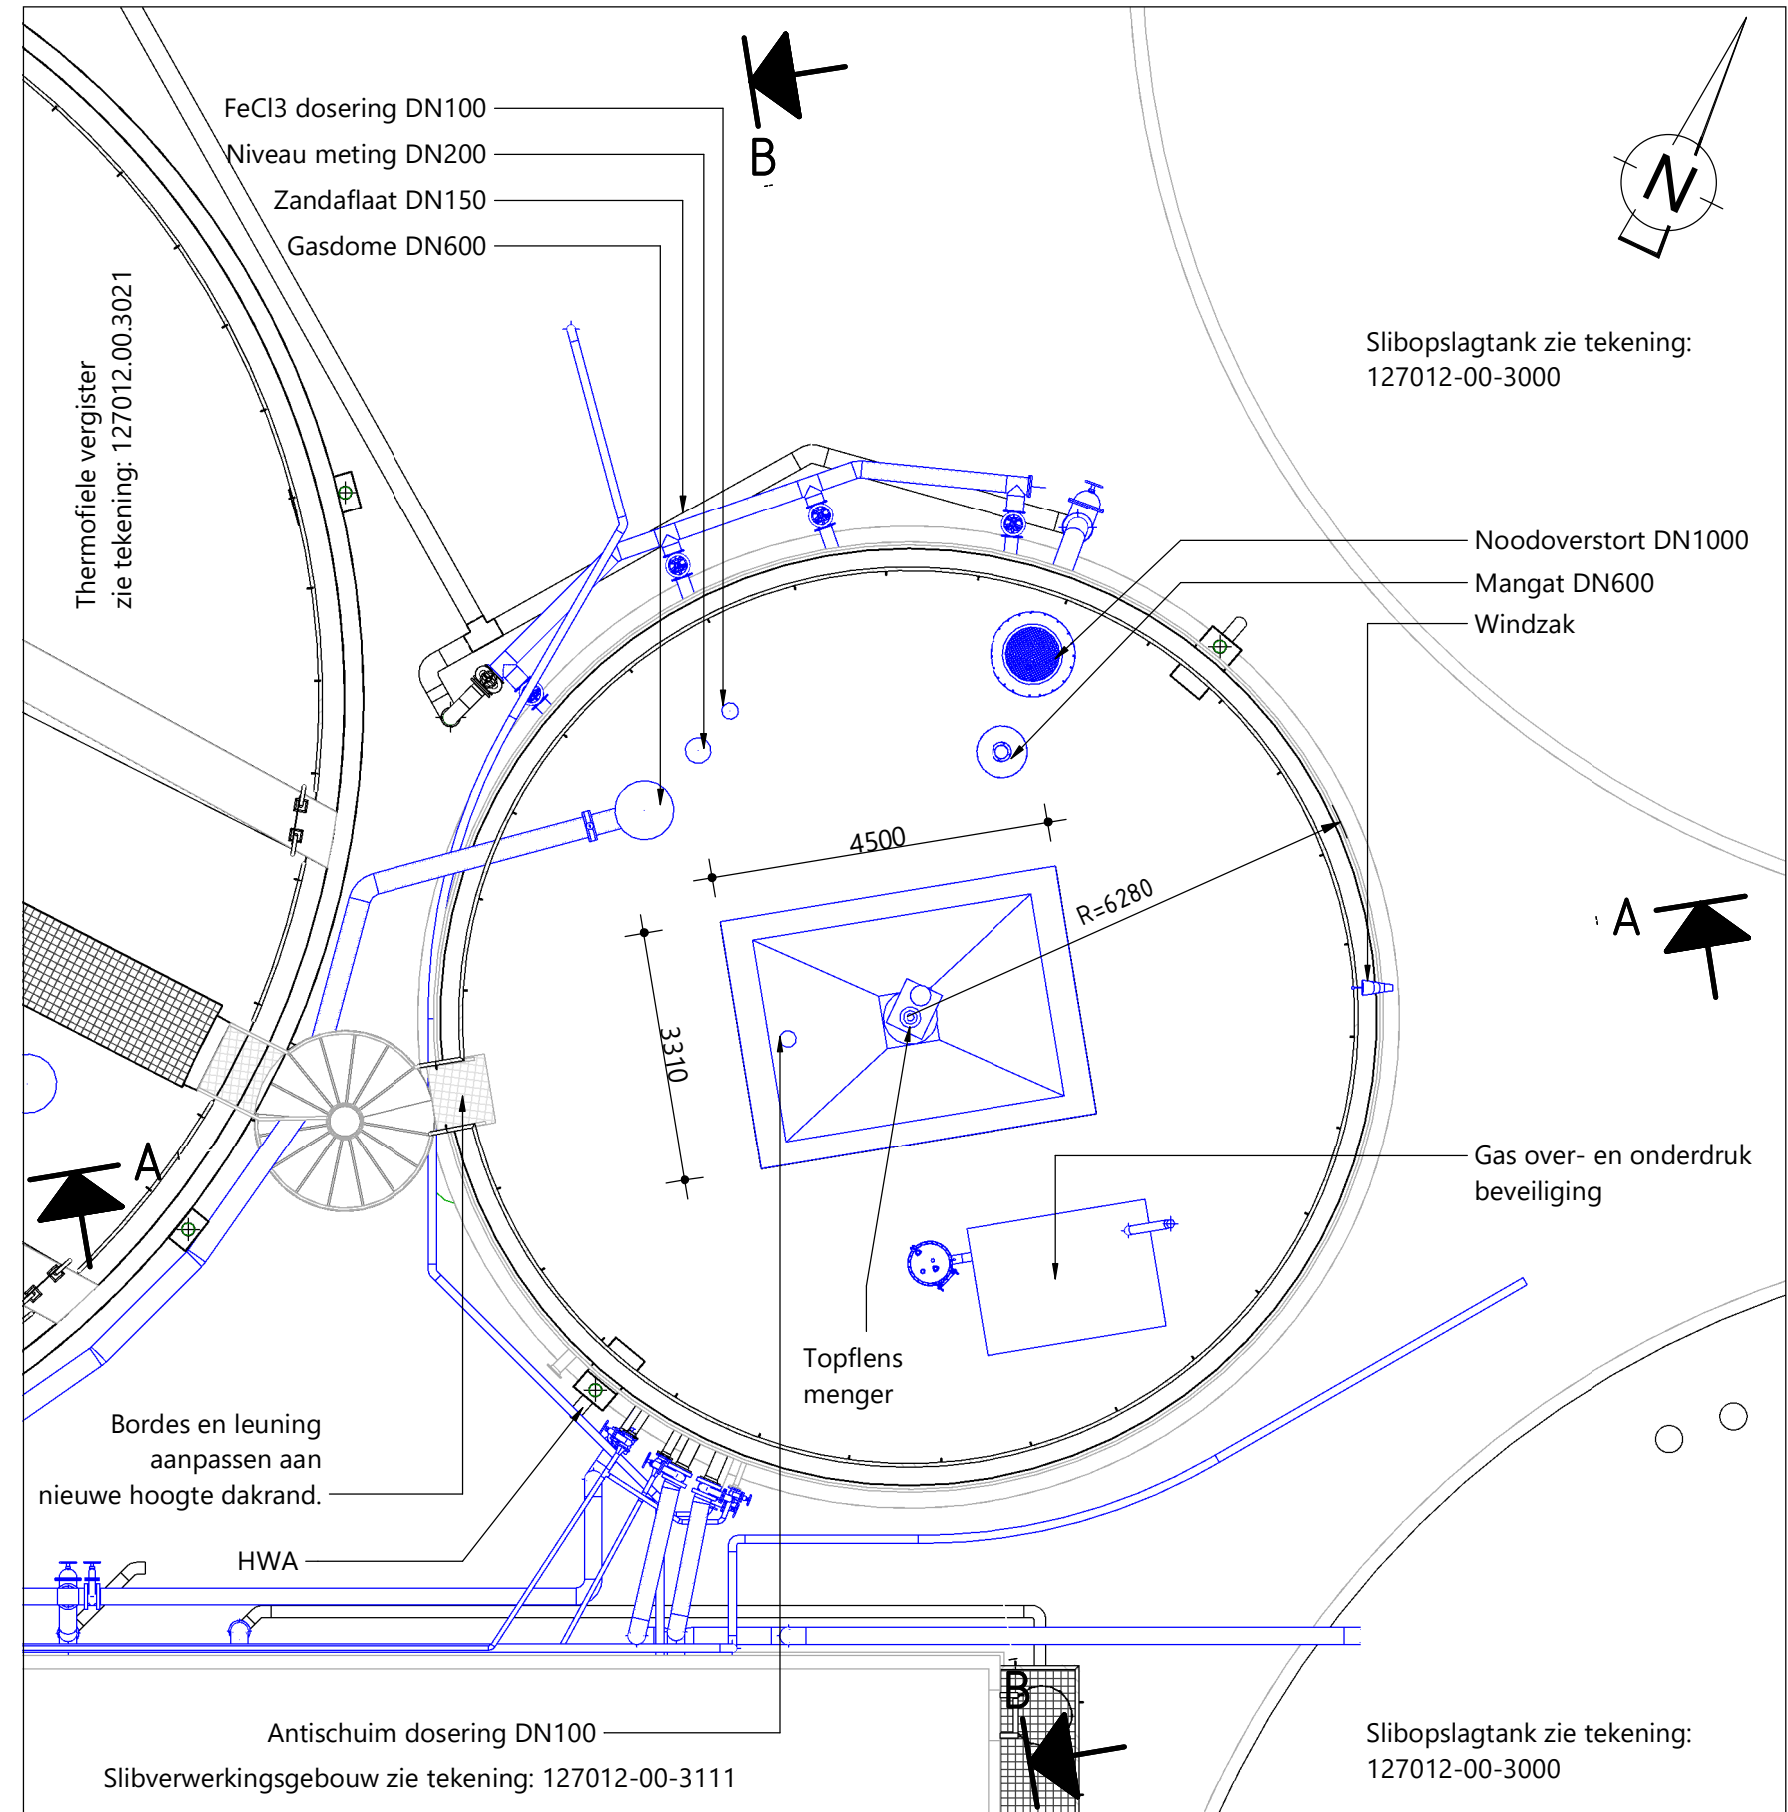 FeCl3 dosering DN100
Niveau meting DN200
Zandaflaat DN150
Gasdome DN600
B
N
Thermofiele vergister
zie tekening: 127012.00.3021
Slibopslagtank zie tekening:
127012-00-3000
Noodoverstort DN1000
Mangat DN600
Windzak
4500
R=6280
A
3310
A
Gas over- en onderdruk
beveiliging
Topflens
menger
Bordes en leuning
aanpassen aan
nieuwe hoogte dakrand.
HWA
B
Antischuim dosering DN100
Slibverwerkingsgebouw zie tekening: 127012-00-3111
Slibopslagtank zie tekening:
127012-00-3000